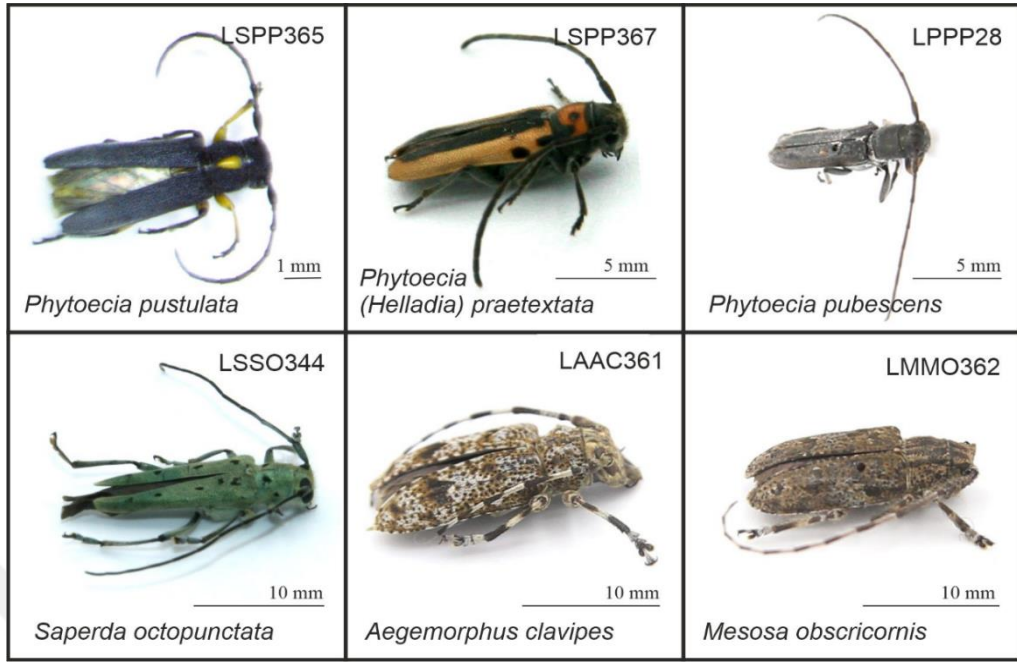 LSPP365
1 mm
Phytoecia pustulata
LSPP367
5 mm
Phytoecia
(Helladia) praetextata
LPPP28
5 mm
Phytoecia pubescens
LSSO344
10 mm
Saperda octopunctata
LAAC361
10 mm
Aegemorphus clavipes
LMMO362
10 mm
Mesosa obscricornis